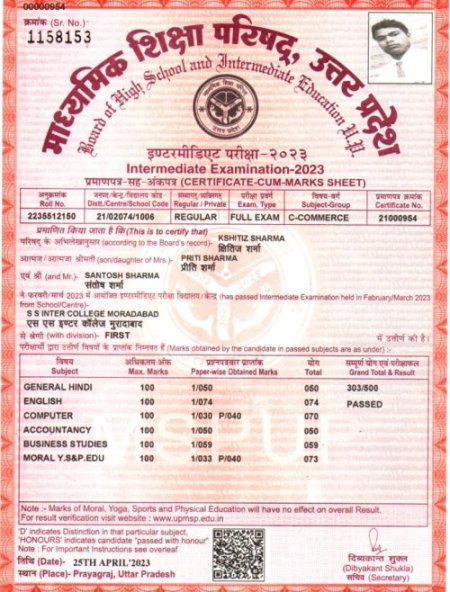 00000954
क्रमांक (Sr. No.)
1158153
माध्यमिक शिक्षा परिषद्, उत्तर प्रदेश
Board of High School and Intermediate Education U.P.
इण्टरमीडिएट परीक्षा-२०२३
Intermediate Examination-2023
प्रमाणपत्र-सह-अंकपत्र (CERTIFICATE-CUM-MARKS SHEET)
अनुक्रमांक जनपद-केन्द्र/विद्यालय कोड संस्थागत/व्यक्तिगत परीक्षा प्रकार विषय-वर्ग प्रमाणपत्र क्रमांक
Roll No. Distt./Centre/School Code Regular / Private Exam. Type Subject-Group Certificate No.
2235512150 21/02074/1006 REGULAR FULL EXAM C-COMMERCE 21000954
प्रमाणित किया जाता है कि(This is to certify that)
परिषद् के अभिलेखानुसार (according to the Board's record)- KSHITIZ SHARMA
क्षितिज शर्मा
आत्मज/आत्मजा श्रीमती (son/daughter of Mrs.)- PRITI SHARMA
प्रीति शर्मा
एवं श्री (and Mr.)- SANTOSH SHARMA
संतोष शर्मा
ने फरवरी/मार्च 2023 में आयोजित इण्टरमीडिएट परीक्षा विद्यालय/केन्द्र (has passed Intermediate Examination held in Fabruary/March 2023
from School/Centre)-
S S INTER COLLEGE MORADABAD
एस एस इण्टर कॉलेज मुरादाबाद
से श्रेणी (with division)- FIRST में उत्तीर्ण की है।
परीक्षार्थी द्वारा उत्तीर्ण विषयों के प्राप्तांक निम्नवत हैं (Marks obtained by the candidate in passed subjects are as under) :-
विषय अधिकतम अंक प्रश्नपत्रवार प्राप्तांक योग सम्पूर्ण योग एवं परीक्षाफल
Subject Max. Marks Paper-wise Obtained Marks Total Grand Total & Result
GENERAL HINDI 100 1/050 050 303/500
ENGLISH 100 1/074 074 PASSED
COMPUTER 100 1/030 P/040 070
ACCOUNTANCY 100 1/050 050
BUSINESS STUDIES 100 1/059 059
MORAL Y.S&P.EDU 100 1/033 P/040 073
Note :- Marks of Moral, Yoga, Sports and Physical Education will have no effect on overall Result.
For result verification visit website : www.upmsp.edu.in
'D' indicates Distinction in that particular subject,
'HONOURS' indicates candidate "passed with honour"
Note : For Important Instructions see overleaf
तिथि (Date)- 25TH APRIL'2023
स्थान (Place)- Prayagraj, Uttar Pradesh
दिब्यकान्त शुक्ल
(Dibyakant Shukla)
सचिव (Secretary)